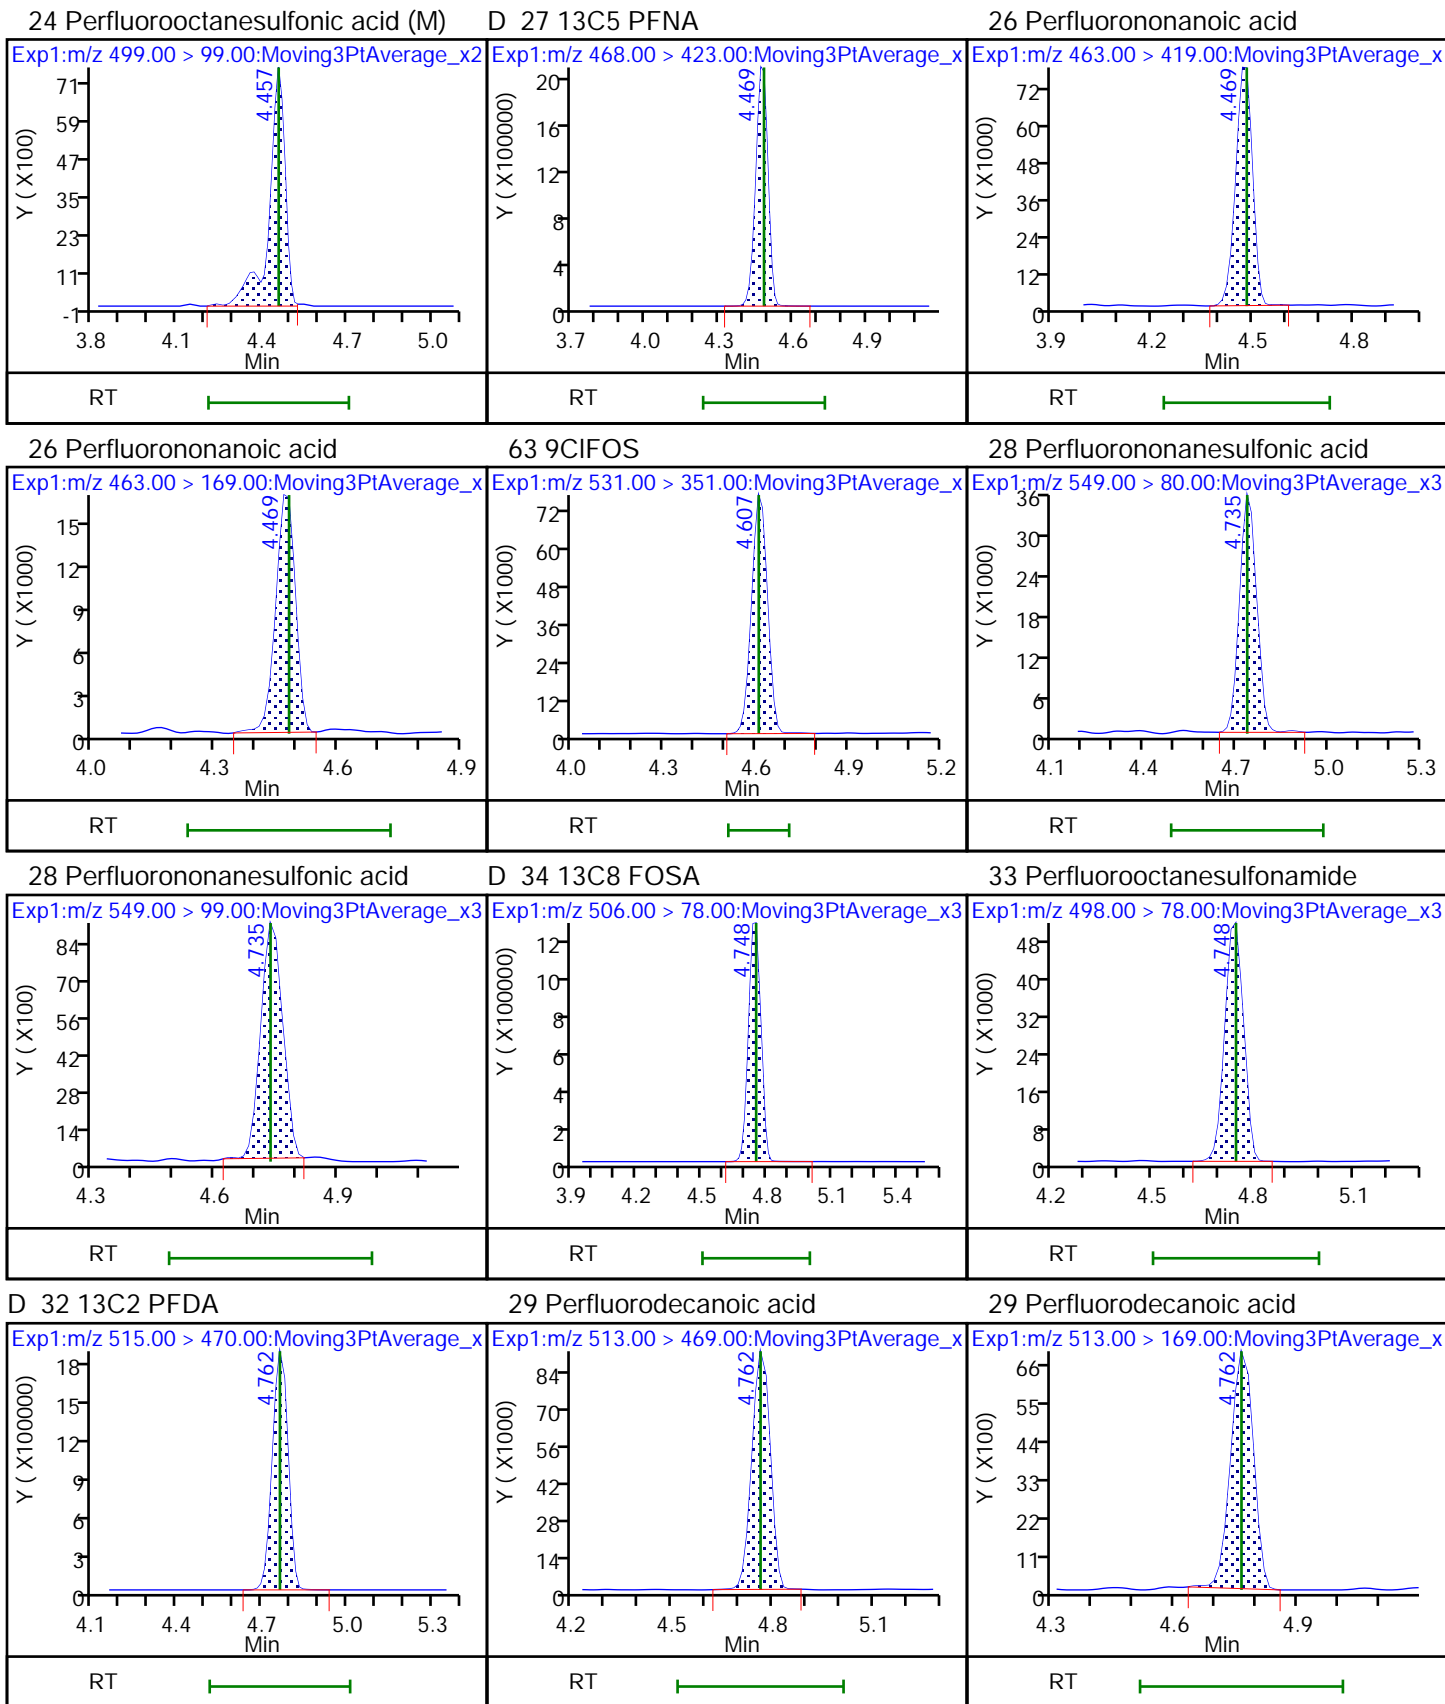 24 Perfluorooctanesulfonic acid (M)
Exp1:m/z 499.00 > 99.00:Moving3PtAverage_x2
4.457
Y ( X100)
71
59
47
35
23
11
-1
3.8 4.1 4.4 4.7 5.0
Min
RT
D 27 13C5 PFNA
Exp1:m/z 468.00 > 423.00:Moving3PtAverage_x
4.469
Y ( X100000)
20
16
12
8
4
0
3.7 4.0 4.3 4.6 4.9
Min
RT
26 Perfluorononanoic acid
Exp1:m/z 463.00 > 419.00:Moving3PtAverage_x
4.469
Y ( X1000)
72
60
48
36
24
12
0
3.9 4.2 4.5 4.8
Min
RT
26 Perfluorononanoic acid
Exp1:m/z 463.00 > 169.00:Moving3PtAverage_x
4.469
Y ( X1000)
15
12
9
6
3
0
4.0 4.3 4.6 4.9
Min
RT
63 9ClFOS
Exp1:m/z 531.00 > 351.00:Moving3PtAverage_x
4.607
Y ( X1000)
72
60
48
36
24
12
0
4.0 4.3 4.6 4.9 5.2
Min
RT
28 Perfluorononanesulfonic acid
Exp1:m/z 549.00 > 80.00:Moving3PtAverage_x3
4.735
Y ( X1000)
36
30
24
18
12
6
0
4.1 4.4 4.7 5.0 5.3
Min
RT
28 Perfluorononanesulfonic acid
Exp1:m/z 549.00 > 99.00:Moving3PtAverage_x3
4.735
Y ( X100)
84
70
56
42
28
14
0
4.3 4.6 4.9
Min
RT
D 34 13C8 FOSA
Exp1:m/z 506.00 > 78.00:Moving3PtAverage_x3
4.748
Y ( X100000)
12
10
8
6
4
2
0
3.9 4.2 4.5 4.8 5.1 5.4
Min
RT
33 Perfluorooctanesulfonamide
Exp1:m/z 498.00 > 78.00:Moving3PtAverage_x3
4.748
Y ( X1000)
48
40
32
24
16
8
0
4.2 4.5 4.8 5.1
Min
RT
D 32 13C2 PFDA
Exp1:m/z 515.00 > 470.00:Moving3PtAverage_x
4.762
Y ( X100000)
18
15
12
9
6
3
0
4.1 4.4 4.7 5.0 5.3
Min
RT
29 Perfluorodecanoic acid
Exp1:m/z 513.00 > 469.00:Moving3PtAverage_x
4.762
Y ( X1000)
84
70
56
42
28
14
0
4.2 4.5 4.8 5.1
Min
RT
29 Perfluorodecanoic acid
Exp1:m/z 513.00 > 169.00:Moving3PtAverage_x
4.762
Y ( X100)
66
55
44
33
22
11
0
4.3 4.6 4.9
Min
RT